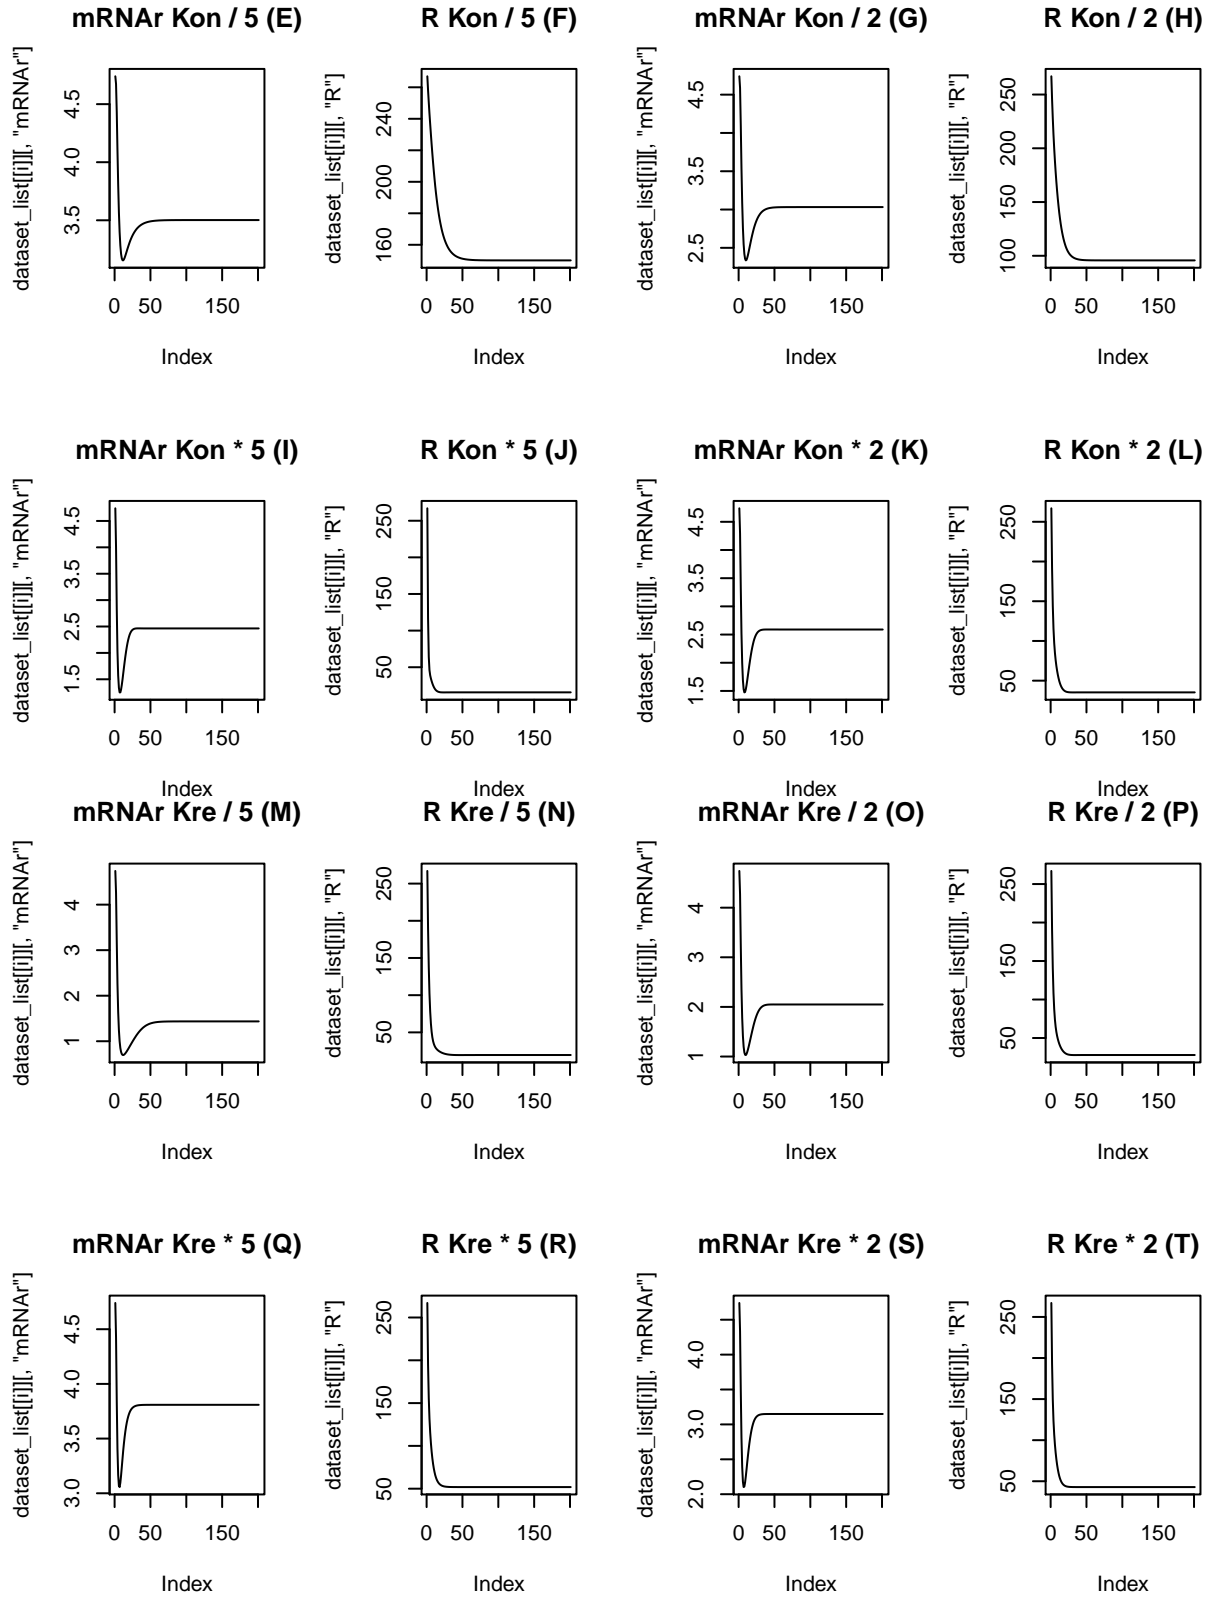 mRNAr Kon / 5 (E)
dataset_list[[i]][, "mRNAr"]
4.5
4.0
3.5
0 50 150
Index
R Kon / 5 (F)
dataset_list[[i]][, "R"]
240
200
160
0 50 150
Index
mRNAr Kon / 2 (G)
dataset_list[[i]][, "mRNAr"]
4.5
3.5
2.5
0 50 150
Index
R Kon / 2 (H)
dataset_list[[i]][, "R"]
250
200
150
100
0 50 150
Index
mRNAr Kon * 5 (I)
dataset_list[[i]][, "mRNAr"]
4.5
3.5
2.5
1.5
0 50 150
Index
R Kon * 5 (J)
dataset_list[[i]][, "R"]
250
150
50
0 50 150
Index
mRNAr Kon * 2 (K)
dataset_list[[i]][, "mRNAr"]
4.5
3.5
2.5
1.5
0 50 150
Index
R Kon * 2 (L)
dataset_list[[i]][, "R"]
250
150
50
0 50 150
Index
mRNAr Kre / 5 (M)
dataset_list[[i]][, "mRNAr"]
4
3
2
1
0 50 150
Index
R Kre / 5 (N)
dataset_list[[i]][, "R"]
250
150
50
0 50 150
Index
mRNAr Kre / 2 (O)
dataset_list[[i]][, "mRNAr"]
4
3
2
1
0 50 150
Index
R Kre / 2 (P)
dataset_list[[i]][, "R"]
250
150
50
0 50 150
Index
mRNAr Kre * 5 (Q)
dataset_list[[i]][, "mRNAr"]
4.5
4.0
3.5
3.0
0 50 150
Index
R Kre * 5 (R)
dataset_list[[i]][, "R"]
250
150
50
0 50 150
Index
mRNAr Kre * 2 (S)
dataset_list[[i]][, "mRNAr"]
4.0
3.0
2.0
0 50 150
Index
R Kre * 2 (T)
dataset_list[[i]][, "R"]
250
150
50
0 50 150
Index